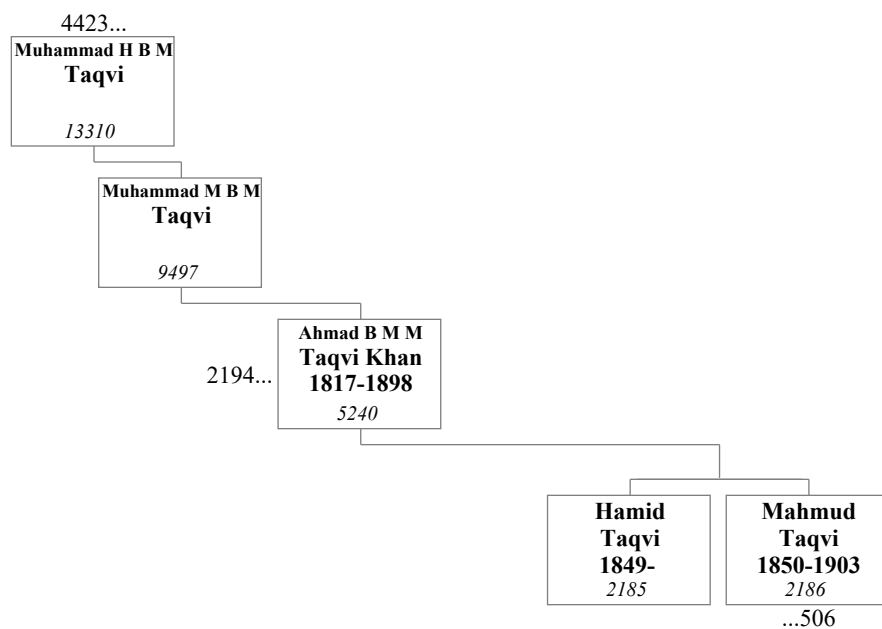 4423...
Muhammad H B M
Taqvi
13310
Muhammad M B M
Taqvi
9497
2194...
Ahmad B M M
Taqvi Khan
1817-1898
5240
Hamid
Taqvi
1849-
2185
Mahmud
Taqvi
1850-1903
2186
...506